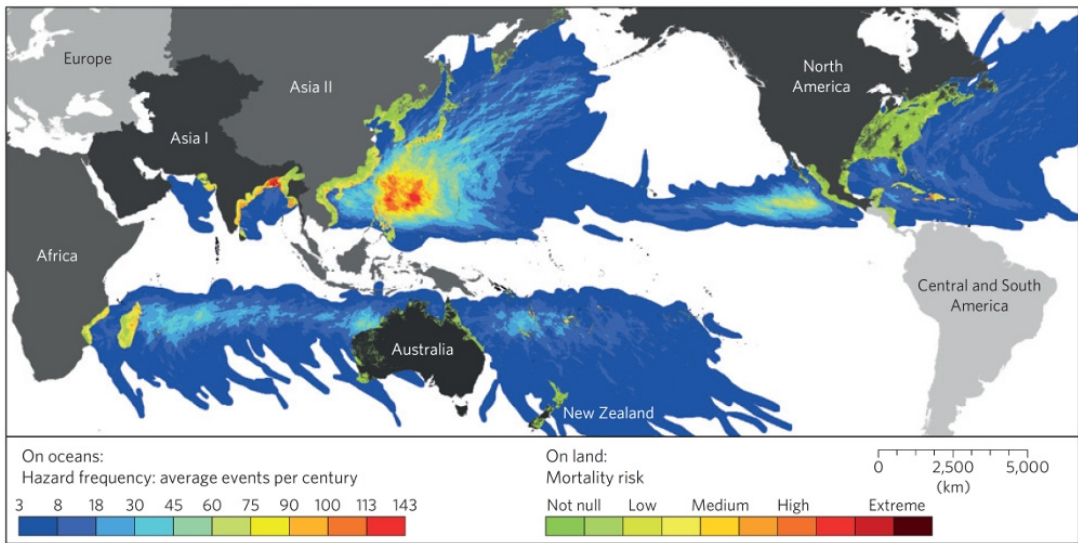 Europe
Asia II
North
America
Asia I
Africa
Central and South
America
Australia
New Zealand
On oceans:
Hazard frequency: average events per century
3 8 18 30 45 60 75 90 100 113 143
On land:
Mortality risk
Not null Low Medium High Extreme
0 2,500 5,000
(km)